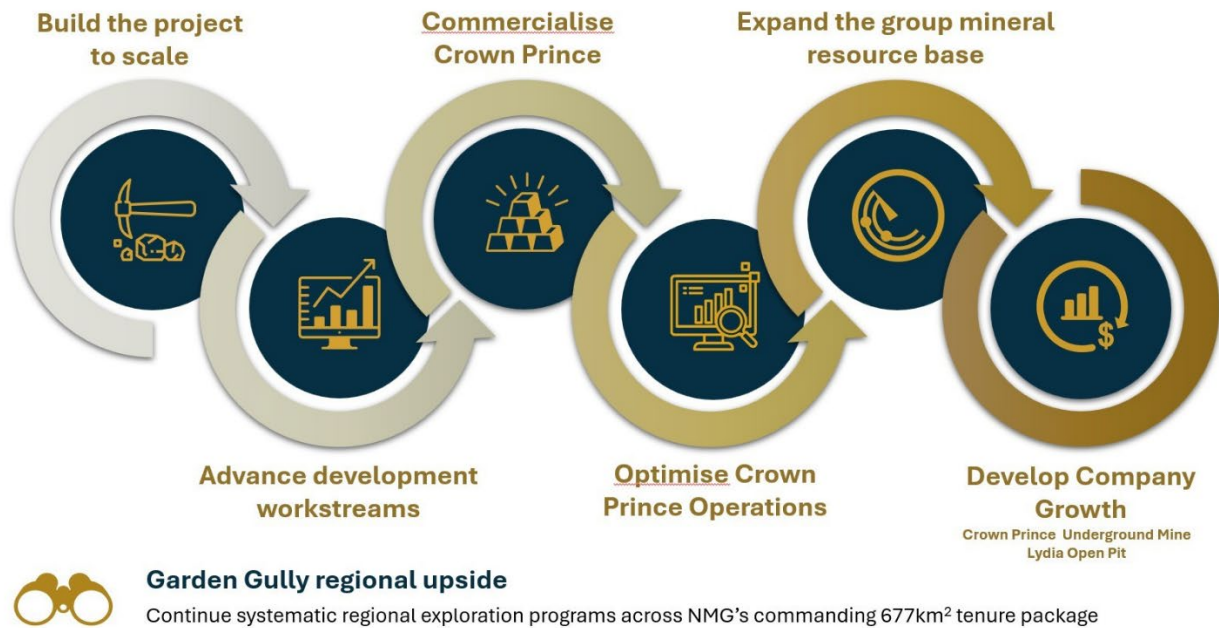 Build the project
to scale
Commercialise
Crown Prince
Expand the group mineral
resource base
$
Advance development
workstreams
Optimise Crown
Prince Operations
Develop Company
Growth
Crown Prince Underground Mine
Lydia Open Pit
Garden Gully regional upside
Continue systematic regional exploration programs across NMG's commanding 677km² tenure package